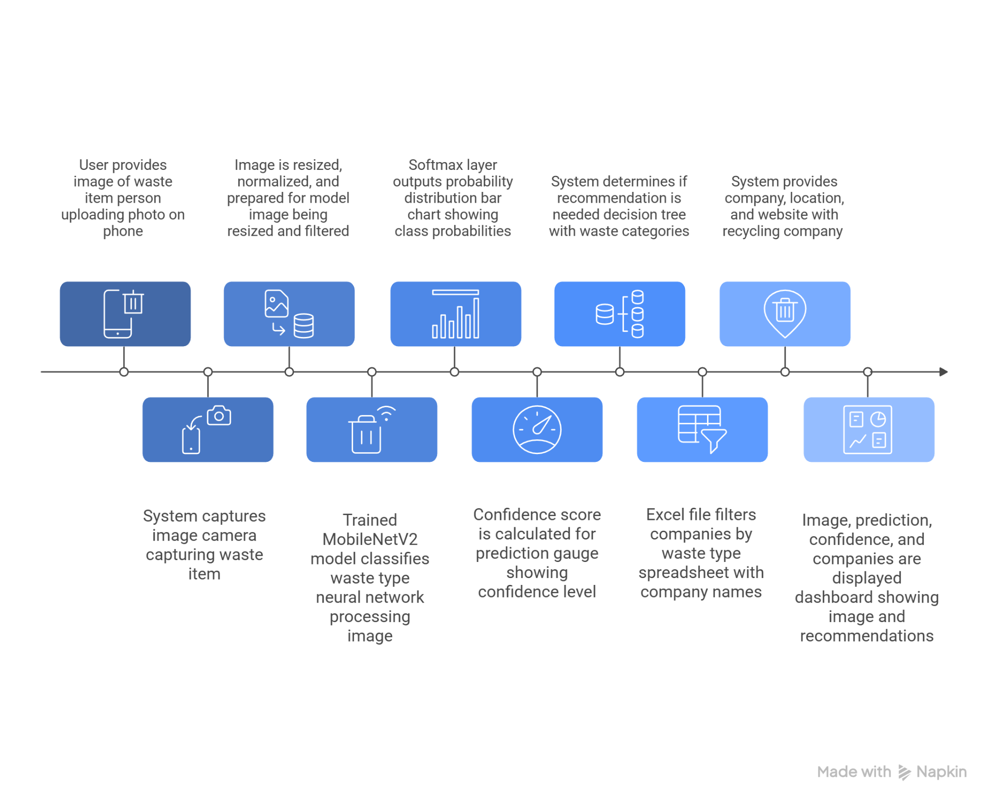 User provides
image of waste
item person
uploading photo on
phone
Image is resized,
normalized, and
prepared for model
image being
resized and filtered
Softmax layer
outputs probability
distribution bar
chart showing
class probabilities
System determines if
recommendation is
needed decision tree
with waste categories
System provides
company, location,
and website with
recycling company
System captures
image camera
capturing waste
item
Trained
MobileNetV2
model classifies
waste type
neural network
processing
image
Confidence score
is calculated for
prediction gauge
showing
confidence level
Excel file filters
companies by
waste type
spreadsheet with
company names
Image, prediction,
confidence, and
companies are
displayed
dashboard showing
image and
recommendations
Made with Napkin